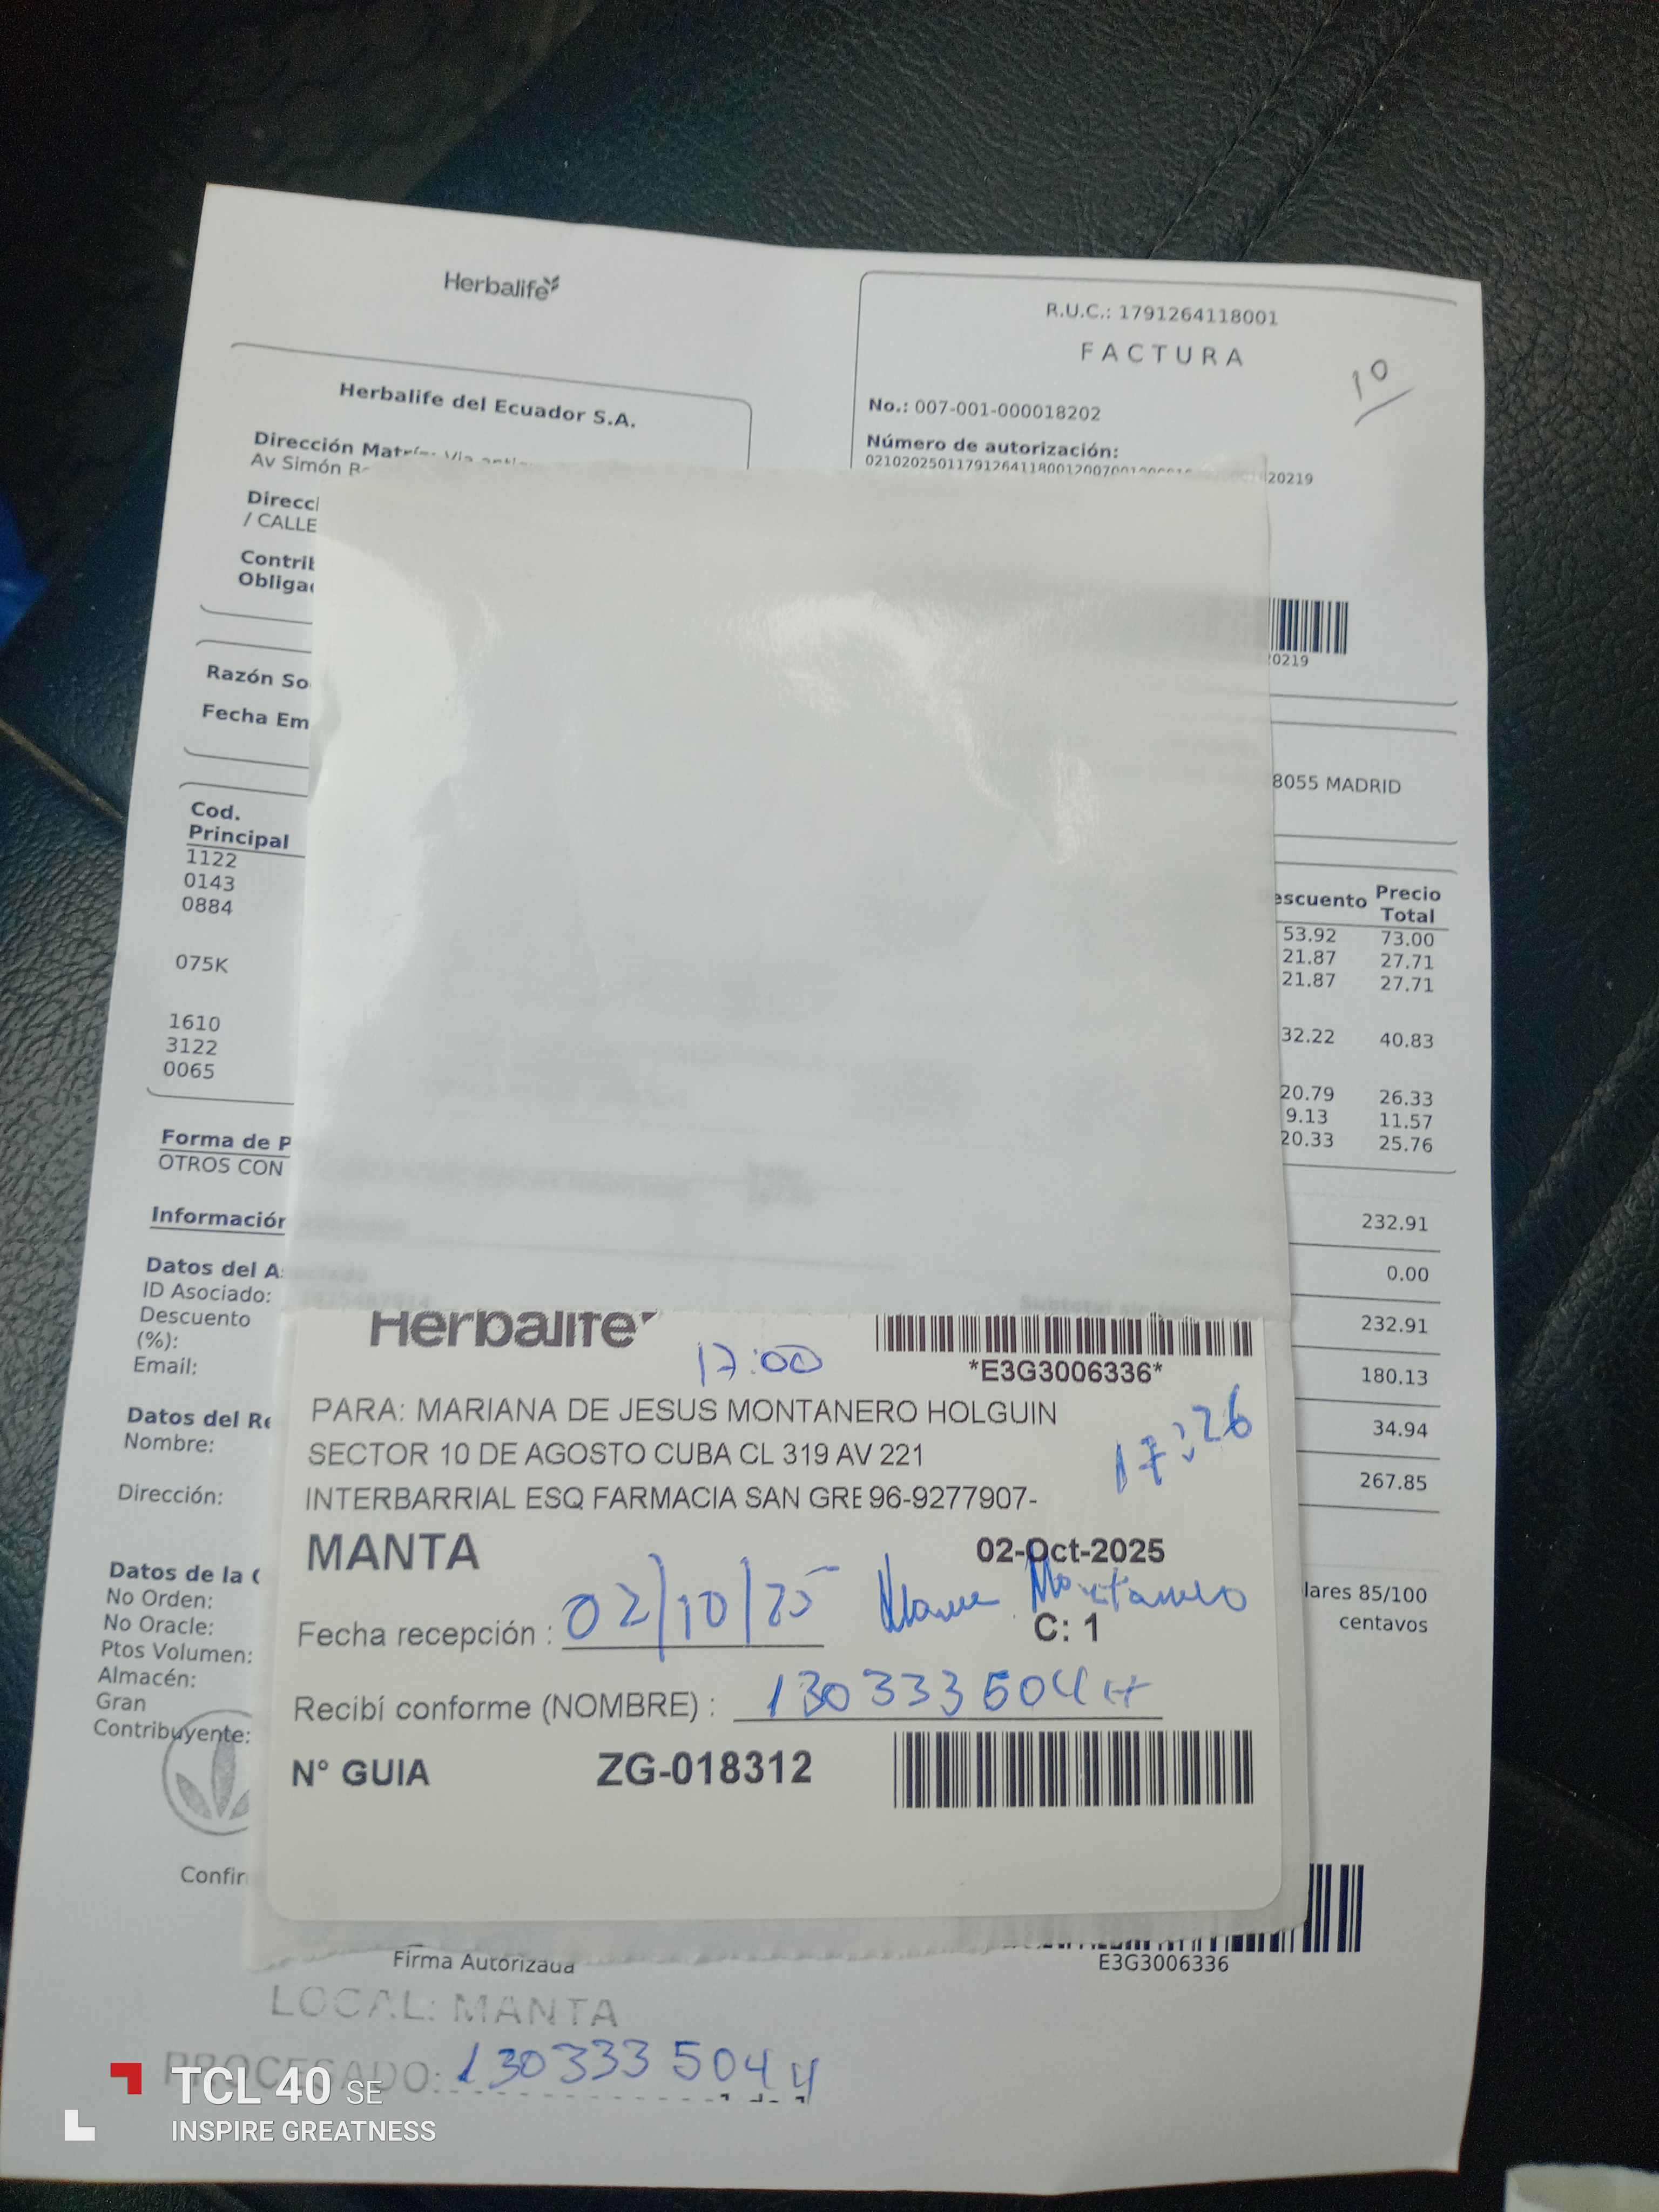 Herbalife
R.U.C.: 1791264118001
FACTURA
10
No.: 007-001-000018202
Número de autorización:
20219
Herbalife del Ecuador S.A.
Dirección
Av Simón
/ CALLE
0219
Razón So
Fecha Em
8055 MADRID
Cod.
Principal
escuento Precio
Total
1122 53.92 73.00
0143 21.87 27.71
0884 21.87 27.71
075K 32.22 40.83
1610 20.79 26.33
3122 9.13 11.57
0065 20.33 25.76
Forma de P
OTROS CON
Información
232.91
0.00
232.91
180.13
34.94
267.85
lares 85/100
centavos
Datos del A
ID Asociado:
Descuento
(%):
Email:
Datos del Re
Nombre:
Dirección:
Datos de la
No Orden:
No Oracle:
Ptos Volumen:
Almacén:
Gran
Contribuyente:
Herbalife
17:00
*E3G3006336*
PARA: MARIANA DE JESUS MONTANERO HOLGUIN
17:26
SECTOR 10 DE AGOSTO CUBA CL 319 AV 221
INTERBARRIAL ESQ FARMACIA SAN GRE 96-9277907-
MANTA 02-Oct-2025
Fecha recepción : 02/10/25 Montanero
C: 1
Recibí conforme (NOMBRE) : 1303335044
N° GUIA ZG-018312
Confir
Firma Autorizada
E3G3006336
LOCAL: MANTA
PROCESADO: 1303335044
TCL 40 SE
INSPIRE GREATNESS